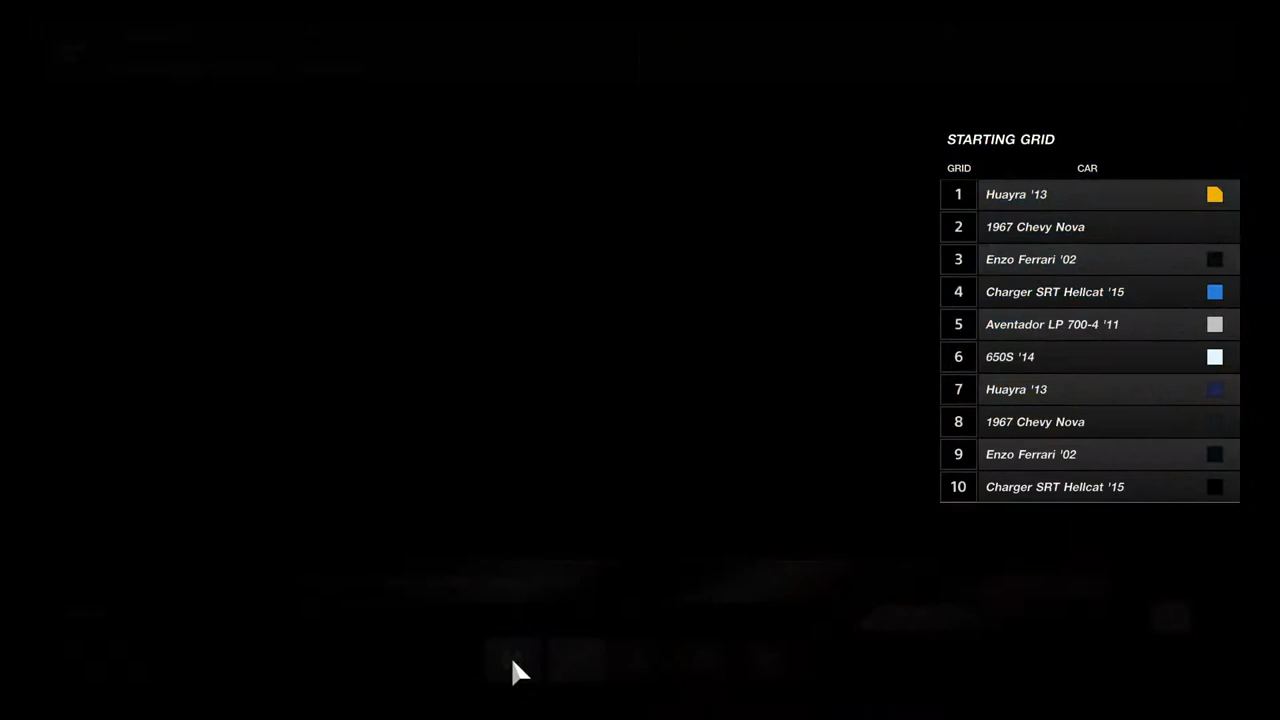 STARTING GRID
GRID CAR
1 Huayra '13
2 1967 Chevy Nova
3 Enzo Ferrari '02
4 Charger SRT Hellcat '15
5 Aventador LP 700-4 '11
6 650S '14
7 Huayra '13
8 1967 Chevy Nova
9 Enzo Ferrari '02
10 Charger SRT Hellcat '15